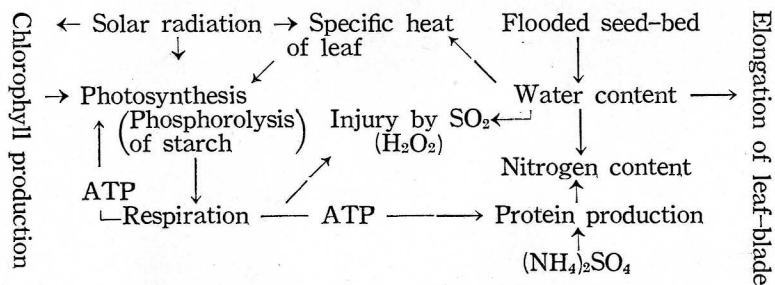 Chlorophyll production
Solar radiation
Specific heat
of leaf
Flooded seed–bed
Photosynthesis
(Phosphorolysis
of starch)
Injury by SO₂
(H₂O₂)
Water content
Elongation of leaf–blade
Nitrogen content
ATP
Respiration
ATP
Protein production
(NH₄)₂SO₄